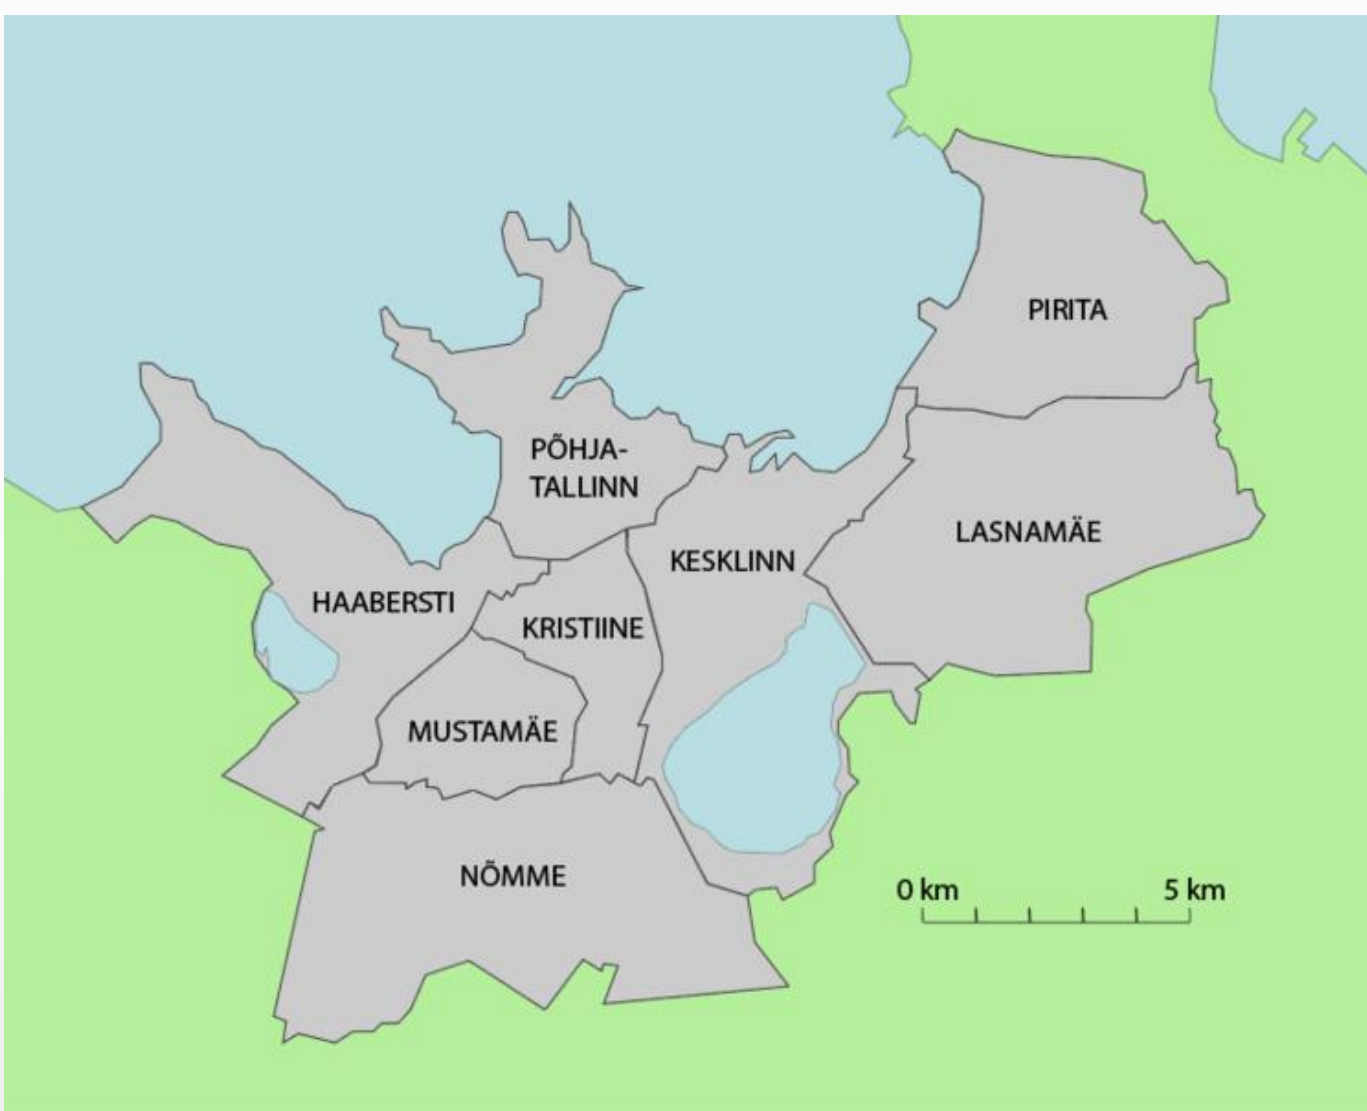 PIRITA
PÕHJA-
TALLINN
LASNAMÄE
KESKLINN
HAABERSTI
KRISTIINE
MUSTAMÄE
NÕMME
0 km 5 km